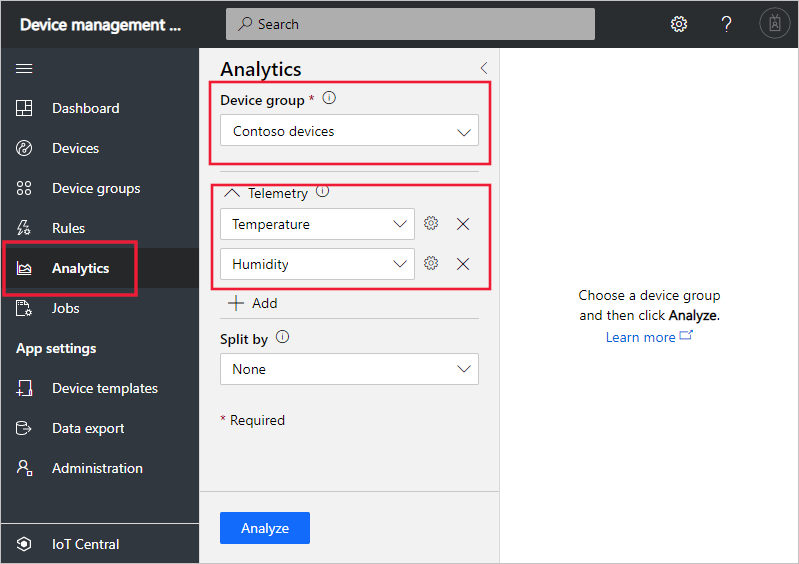 Device management ...
Search
?
Dashboard
Devices
Device groups
Rules
Analytics
Jobs
App settings
Device templates
Data export
Administration
IoT Central
Analytics
Device group *
Contoso devices
Telemetry
Temperature
Humidity
Add
Split by
None
* Required
Analyze
Choose a device group
and then click Analyze.
Learn more